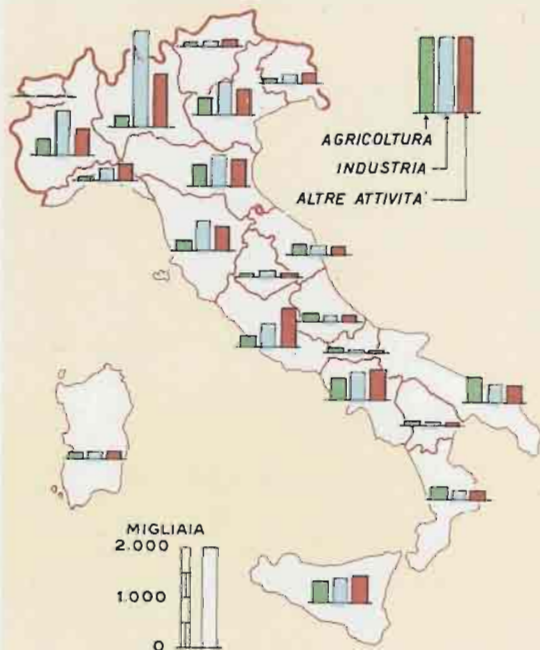 AGRICOLTURA
INDUSTRIA
ALTRE ATTIVITA'
MIGLIAIA
2.000
1.000
0